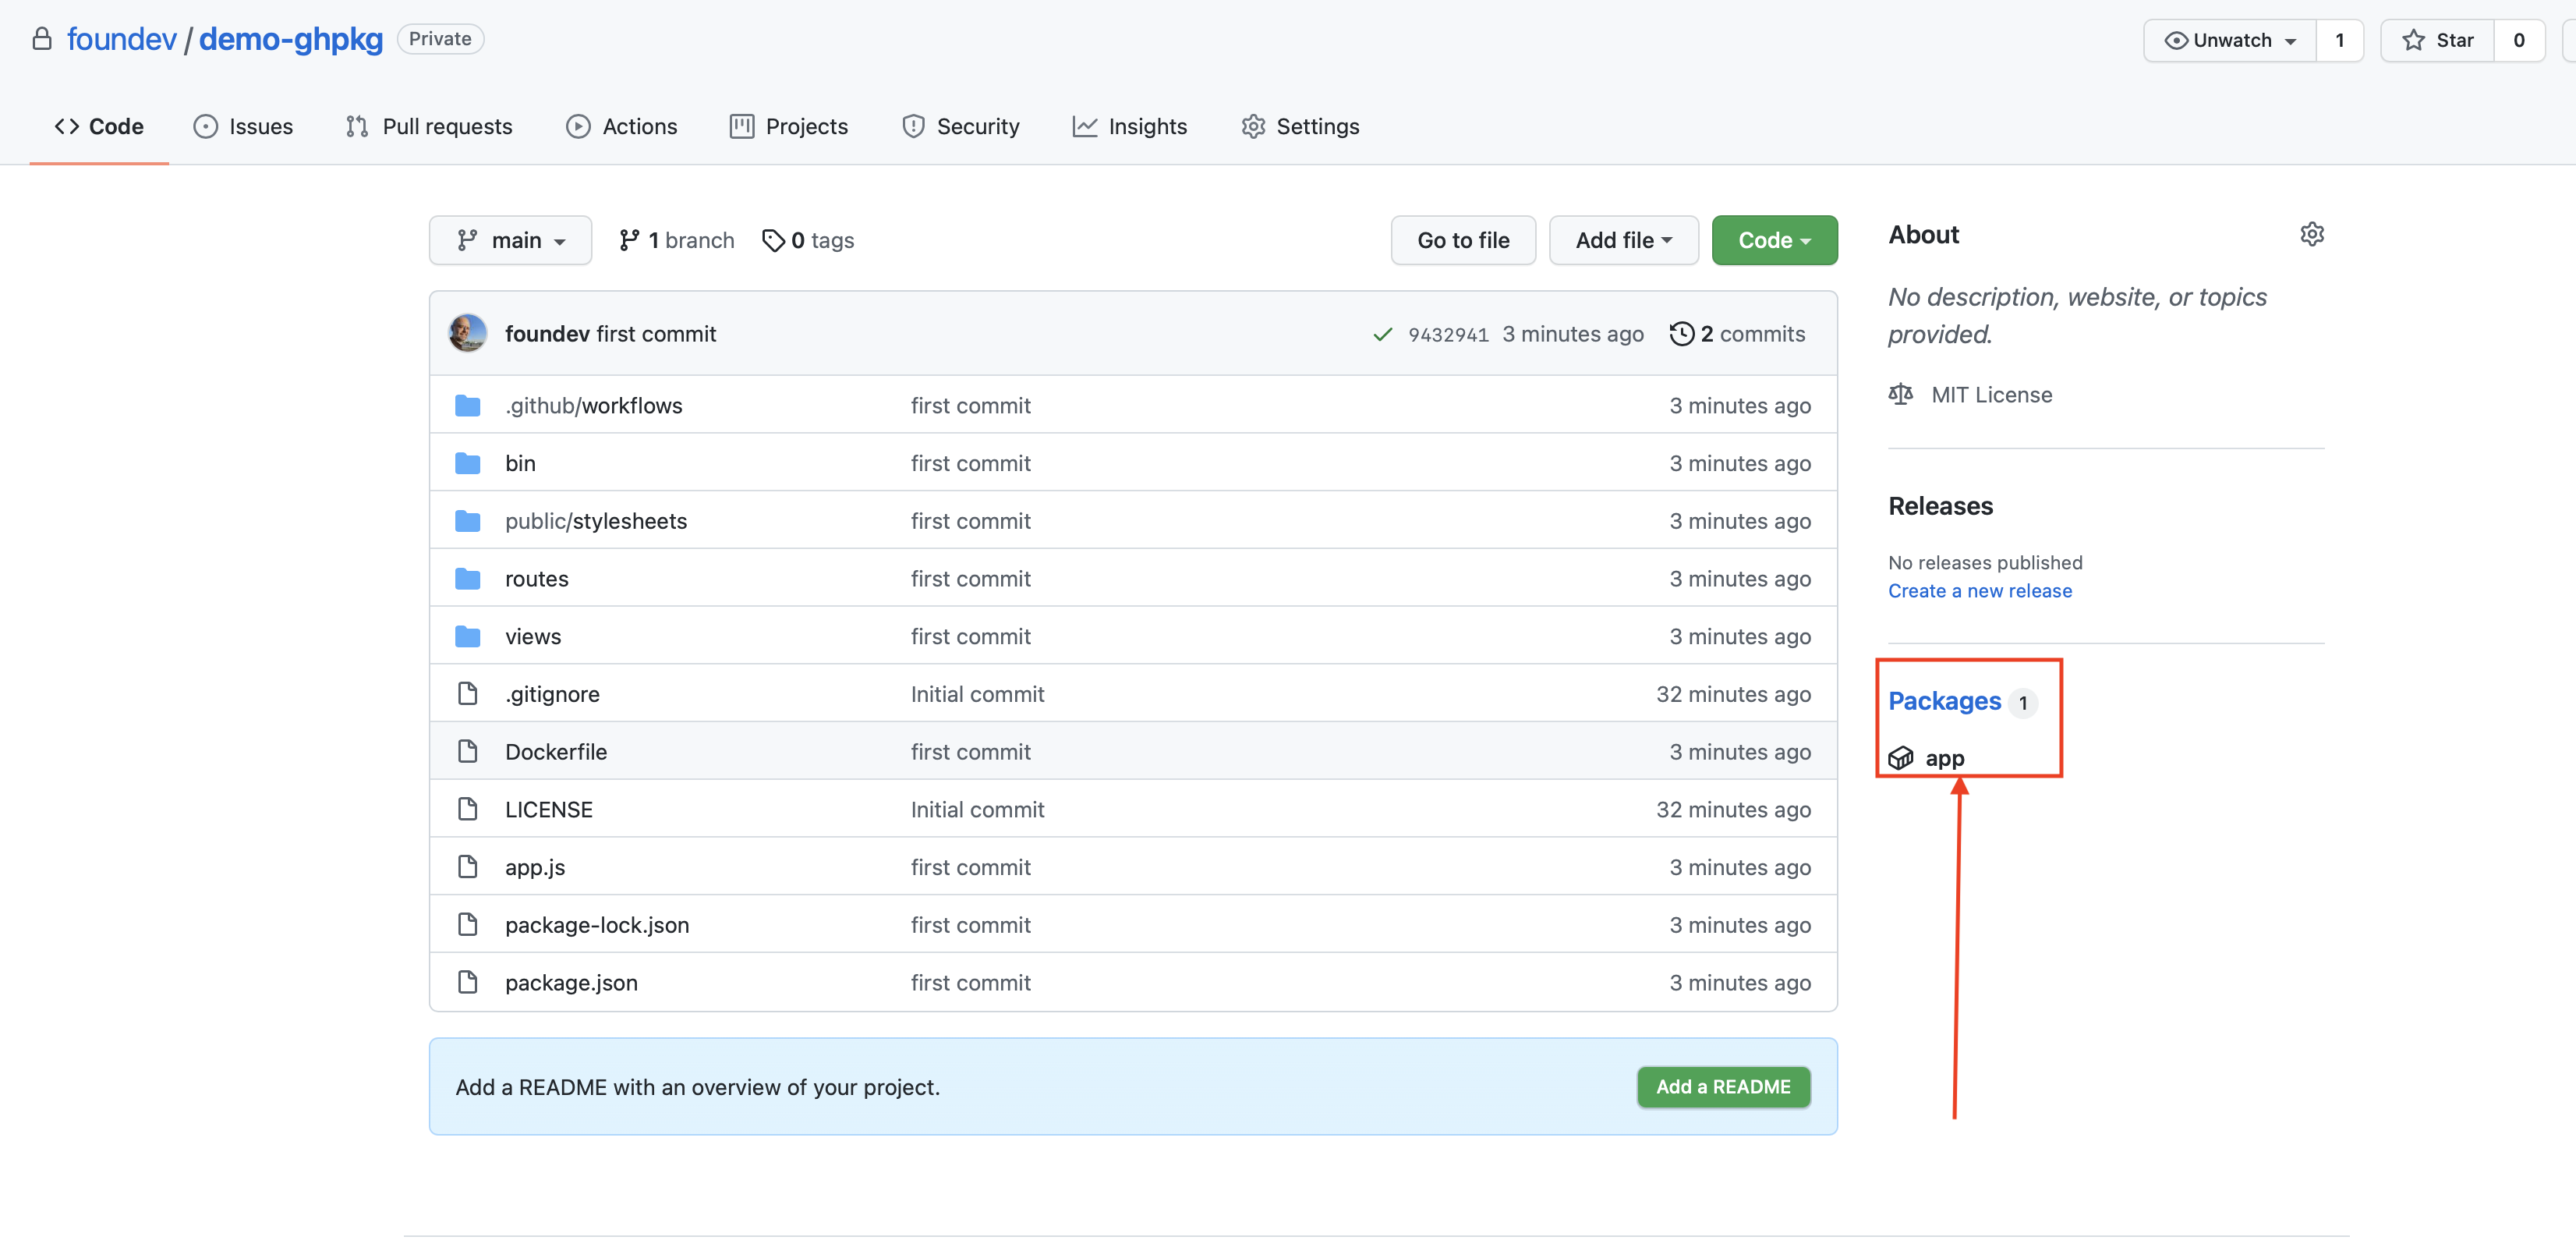 foundev / demo-ghpkg Private Unwatch 1 Star 0
Code Issues Pull requests Actions Projects Security Insights Settings
main 1 branch 0 tags Go to file Add file Code
foundev first commit 9432941 3 minutes ago 2 commits
.github/workflows first commit 3 minutes ago
bin first commit 3 minutes ago
public/stylesheets first commit 3 minutes ago
routes first commit 3 minutes ago
views first commit 3 minutes ago
.gitignore Initial commit 32 minutes ago
Dockerfile first commit 3 minutes ago
LICENSE Initial commit 32 minutes ago
app.js first commit 3 minutes ago
package-lock.json first commit 3 minutes ago
package.json first commit 3 minutes ago
Add a README with an overview of your project. Add a README
About
No description, website, or topics
provided.
MIT License
Releases
No releases published
Create a new release
Packages 1
app